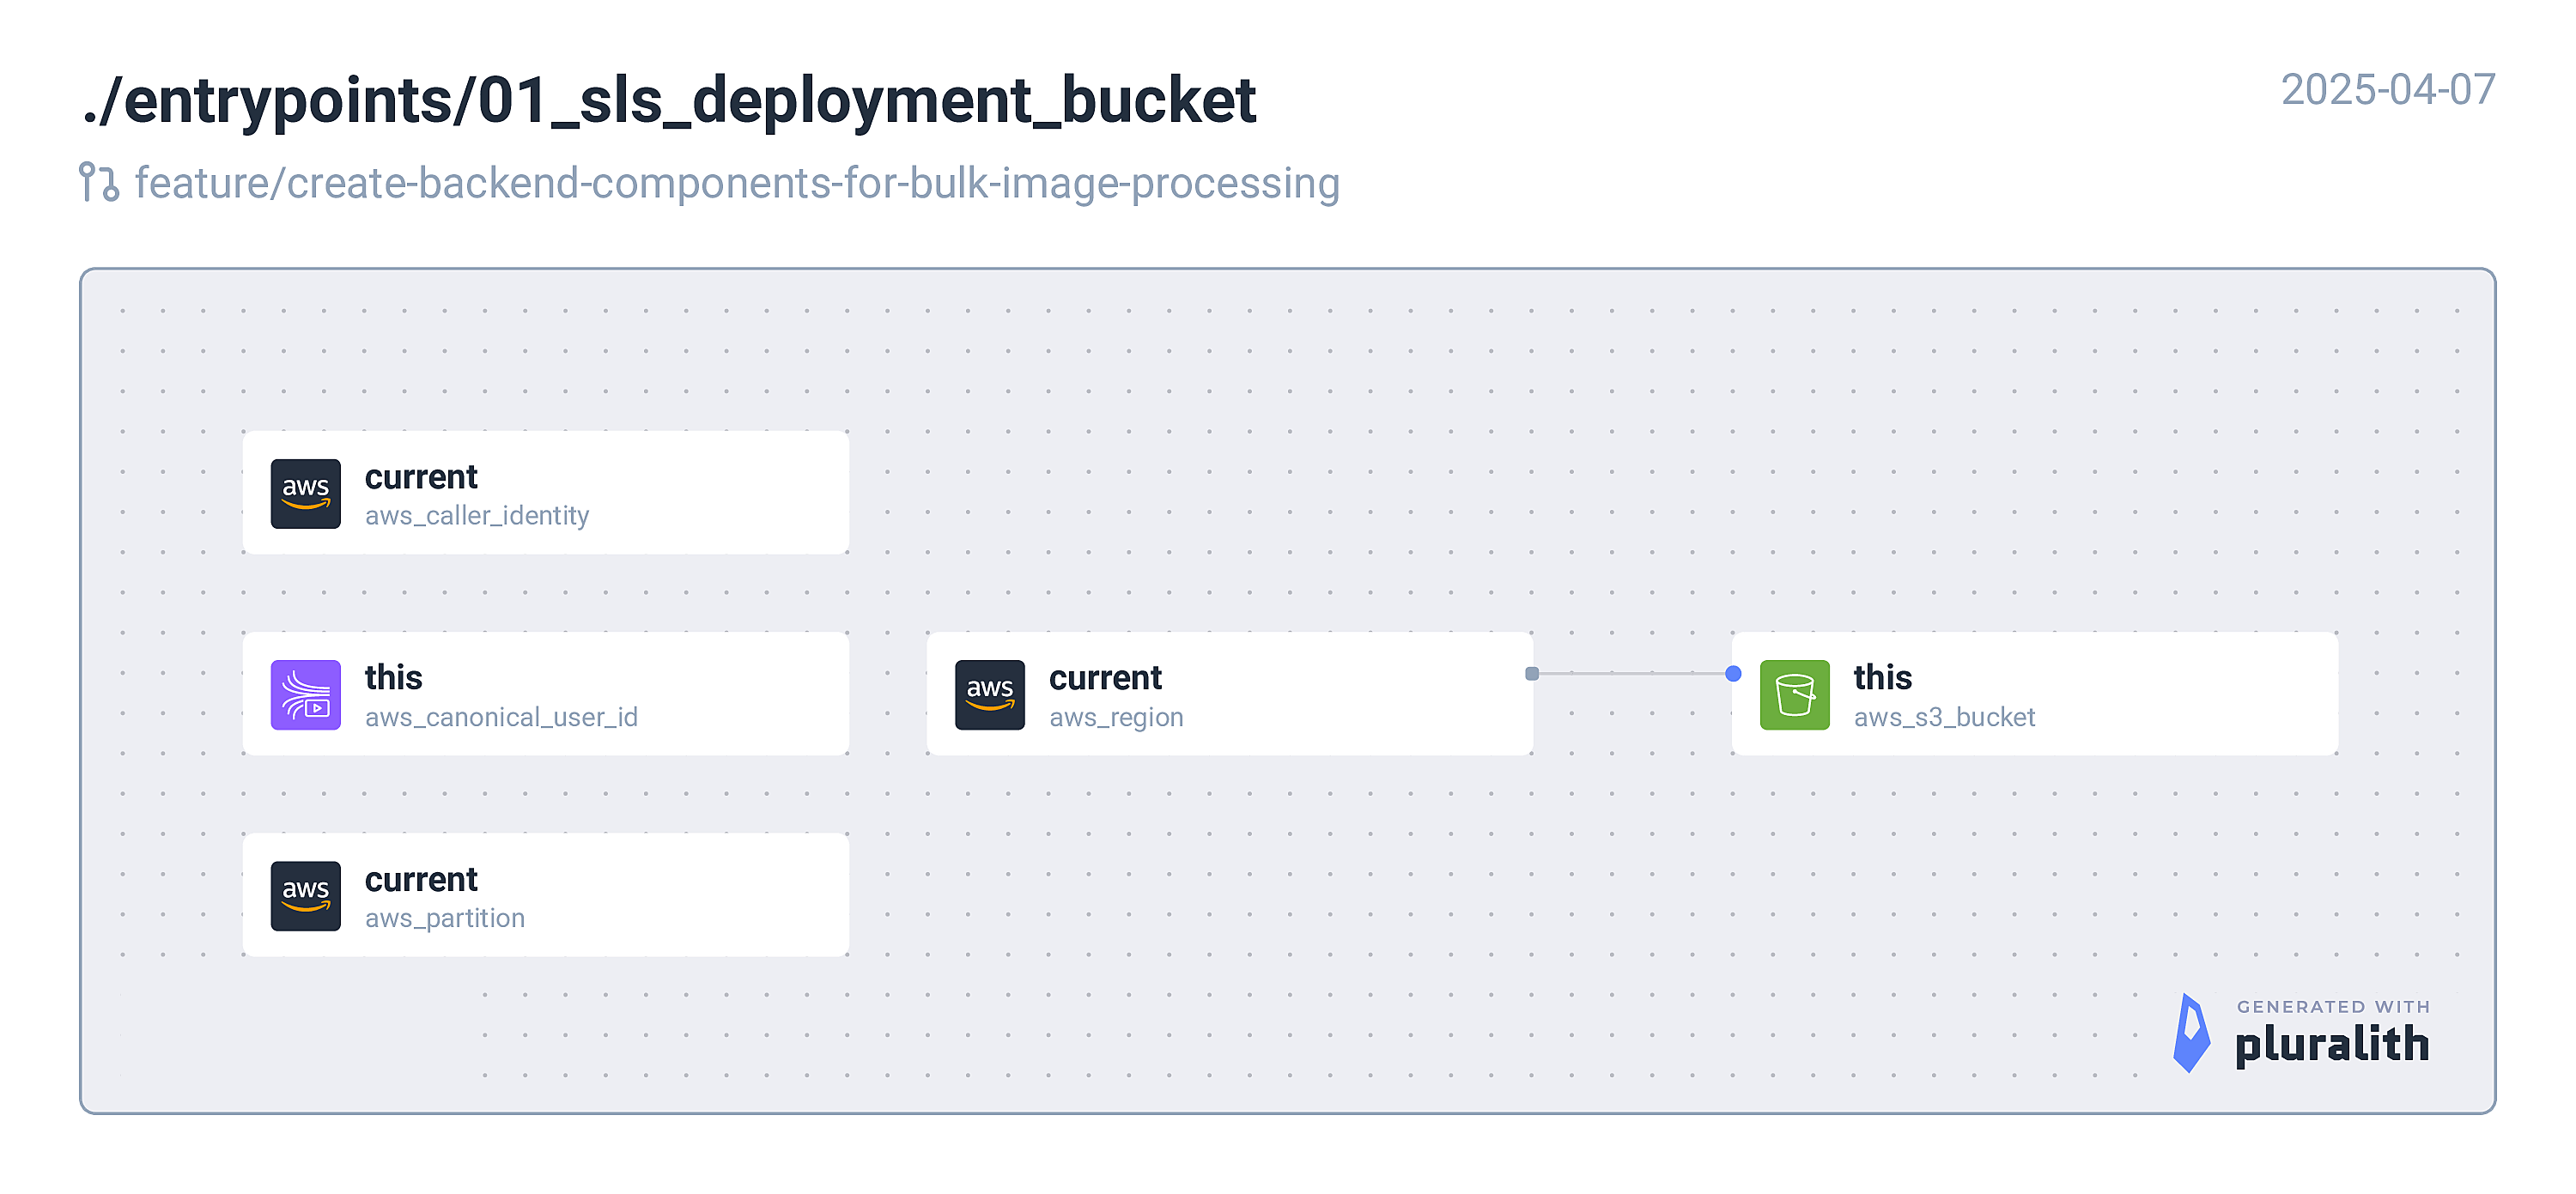 ./entrypoints/01_sls_deployment_bucket
2025-04-07
feature/create-backend-components-for-bulk-image-processing
aws
current
aws_caller_identity
this
aws_canonical_user_id
aws
current
aws_region
this
aws_s3_bucket
aws
current
aws_partition
GENERATED WITH
pluralith